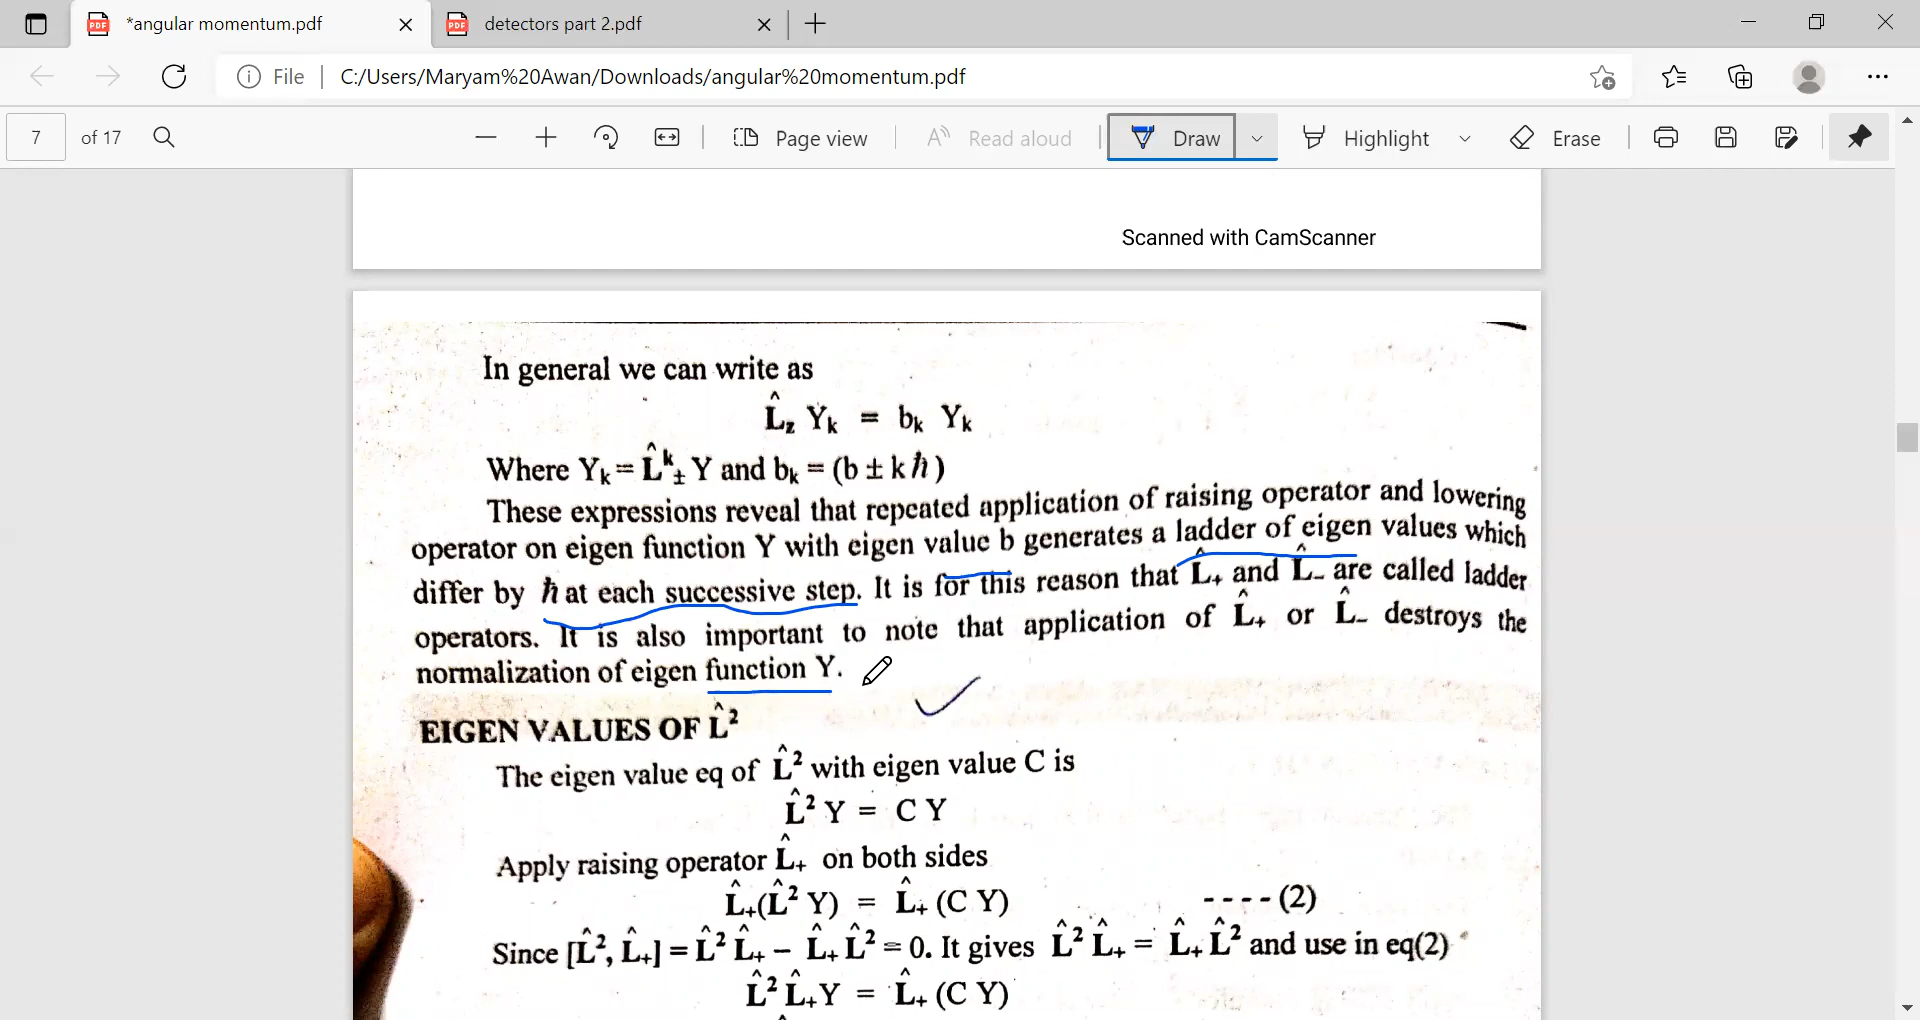 *angular momentum.pdf
detectors part 2.pdf
File
C:/Users/Maryam%20Awan/Downloads/angular%20momentum.pdf
7 of 17
Page view
Read aloud
Draw
Highlight
Erase
Scanned with CamScanner
In general we can write as
L̂z Yk = bk Yk
Where Yk = L̂ᵏ± Y and bk = (b ± k ℏ)
These expressions reveal that repeated application of raising operator and lowering
operator on eigen function Y with eigen value b generates a ladder of eigen values which
differ by ℏ at each successive step. It is for this reason that L̂+ and L̂– are called ladder
operators. It is also important to note that application of L̂+ or L̂– destroys the
normalization of eigen function Y.
EIGEN VALUES OF L̂²
The eigen value eq of L̂² with eigen value C is
L̂² Y = C Y
Apply raising operator L̂+ on both sides
L̂+(L̂² Y) = L̂+ (C Y) - - - - (2)
Since [L̂², L̂+] = L̂² L̂+ – L̂+ L̂² = 0. It gives L̂² L̂+ = L̂+ L̂² and use in eq(2)
L̂² L̂+Y = L̂+ (C Y)